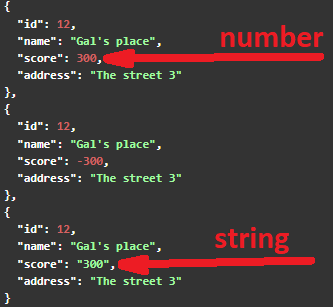 {
"id": 12,
"name": "Gal's place",
"score": 300,
number
"address": "The street 3"
},
{
"id": 12,
"name": "Gal's place",
"score": -300,
"address": "The street 3"
},
{
"id": 12,
"name": "Gal's place",
"score": "300",
string
"address": "The street 3"
}